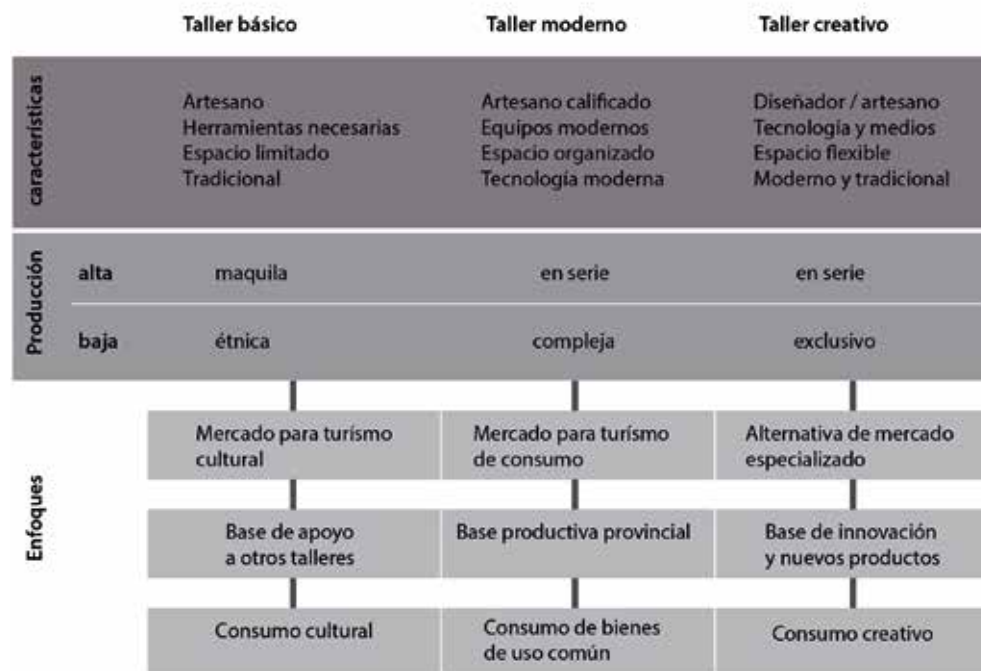 Taller básico
Taller moderno
Taller creativo
características
Artesano
Herramientas necesarias
Espacio limitado
Tradicional
Artesano calificado
Equipos modernos
Espacio organizado
Tecnología moderna
Diseñador / artesano
Tecnología y medios
Espacio flexible
Moderno y tradicional
Producción
alta
maquila
en serie
en serie
baja
étnica
compleja
exclusivo
Enfoques
Mercado para turísmo
cultural
Mercado para turísmo
de consumo
Alternativa de mercado
especializado
Base de apoyo
a otros talleres
Base productiva provincial
Base de innovación
y nuevos productos
Consumo cultural
Consumo de bienes
de uso común
Consumo creativo